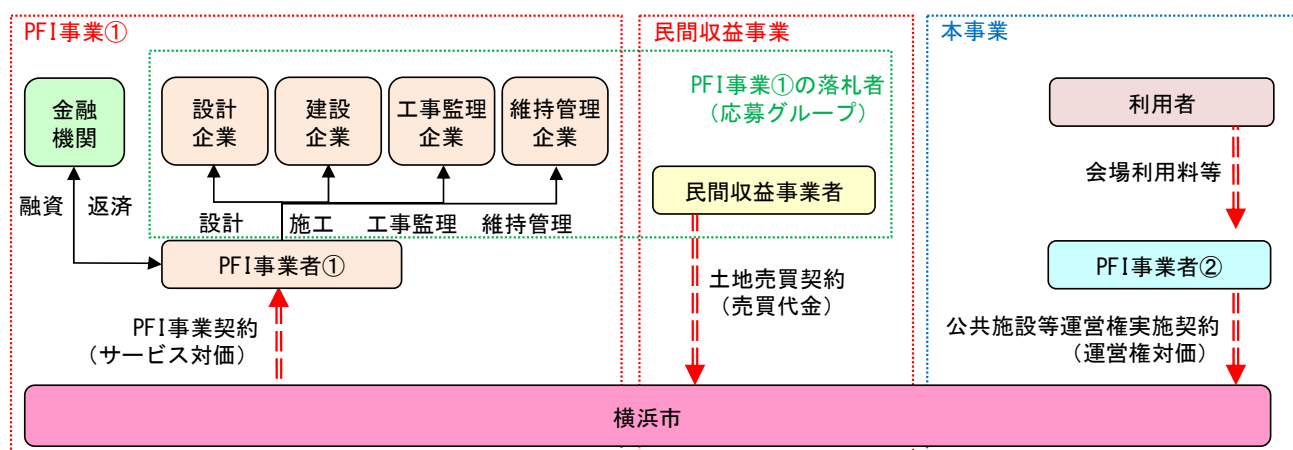 PFI事業①
民間収益事業
本事業
金融
機関
設計
企業
建設
企業
工事監理
企業
維持管理
企業
PFI事業①の落札者
（応募グループ）
利用者
融資
返済
設計
施工
工事監理
維持管理
民間収益事業者
会場利用料等
PFI事業者①
PFI事業者②
PFI事業契約
（サービス対価）
土地売買契約
（売買代金）
公共施設等運営権実施契約
（運営権対価）
横浜市